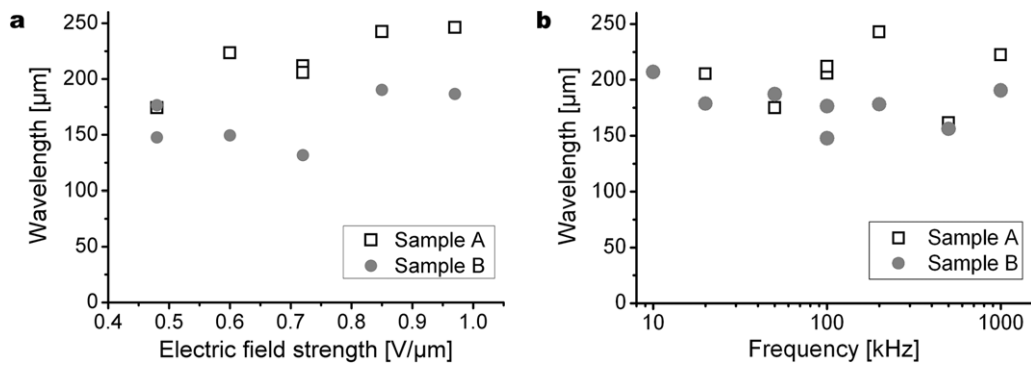 a
250
200
150
100
50
0
Wavelength [µm]
0.4 0.5 0.6 0.7 0.8 0.9 1.0
Electric field strength [V/µm]
Sample A
Sample B
b
250
200
150
100
50
0
Wavelength [µm]
10 100 1000
Frequency [kHz]
Sample A
Sample B